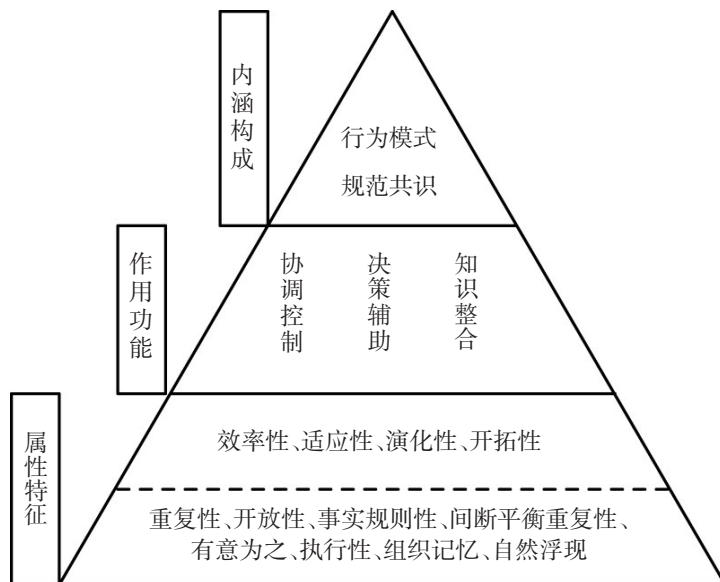 内涵构成
行为模式
规范共识
作用功能
协调控制
决策辅助
知识整合
属性特征
效率性、适应性、演化性、开拓性
重复性、开放性、事实规则性、间断平衡重复性、
有意为之、执行性、组织记忆、自然浮现